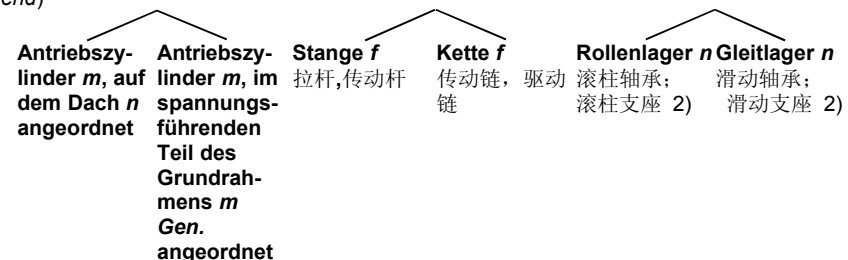 end)
Antriebszy-
linder m, auf
dem Dach n
angeordnet
Antriebszy-
linder m, im
spannungs-
führenden
Teil des
Grundrah-
mens m
Gen.
angeordnet
Stange f
拉杆,传动杆
Kette f
传动链，驱动
链
Rollenlager n
滚柱轴承；
滚柱支座 2)
Gleitlager n
滑动轴承；
滑动支座 2)